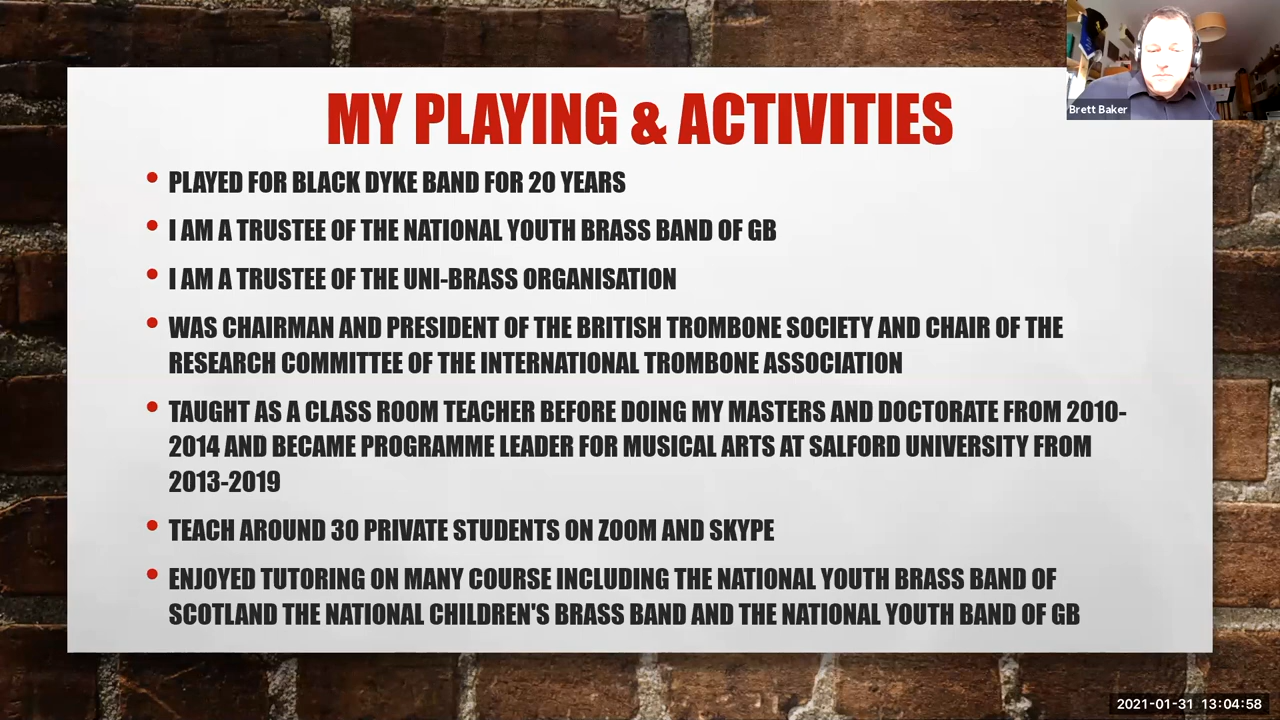 MY PLAYING & ACTIVITIES
Brett Baker
• PLAYED FOR BLACK DYKE BAND FOR 20 YEARS
• I AM A TRUSTEE OF THE NATIONAL YOUTH BRASS BAND OF GB
• I AM A TRUSTEE OF THE UNI-BRASS ORGANISATION
• WAS CHAIRMAN AND PRESIDENT OF THE BRITISH TROMBONE SOCIETY AND CHAIR OF THE
RESEARCH COMMITTEE OF THE INTERNATIONAL TROMBONE ASSOCIATION
• TAUGHT AS A CLASS ROOM TEACHER BEFORE DOING MY MASTERS AND DOCTORATE FROM 2010-
2014 AND BECAME PROGRAMME LEADER FOR MUSICAL ARTS AT SALFORD UNIVERSITY FROM
2013-2019
• TEACH AROUND 30 PRIVATE STUDENTS ON ZOOM AND SKYPE
• ENJOYED TUTORING ON MANY COURSE INCLUDING THE NATIONAL YOUTH BRASS BAND OF
SCOTLAND THE NATIONAL CHILDREN'S BRASS BAND AND THE NATIONAL YOUTH BAND OF GB
2021-01-31 13:04:58